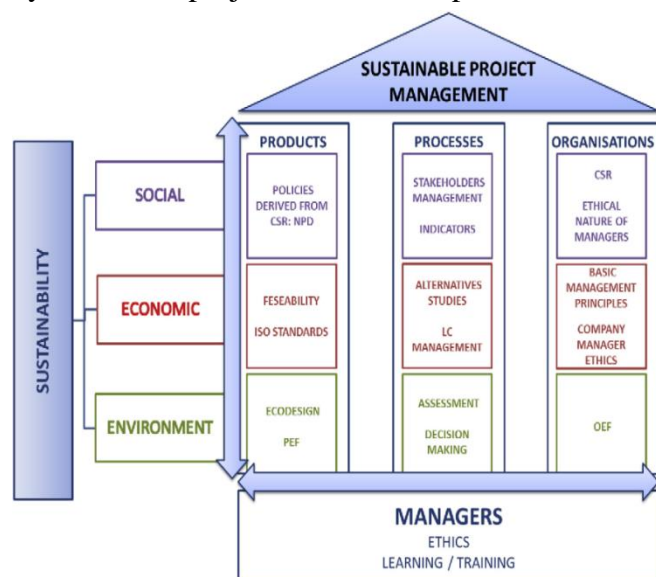 SUSTAINABLE PROJECT
MANAGEMENT
PRODUCTS
PROCESSES
ORGANISATIONS
SUSTAINABILITY
SOCIAL
POLICIES
DERIVED FROM
CSR: NPD
STAKEHOLDERS
MANAGEMENT
INDICATORS
CSR
ETHICAL
NATURE OF
MANAGERS
ECONOMIC
FESEABILITY
ISO STANDARDS
ALTERNATIVES
STUDIES
LC
MANAGEMENT
BASIC
MANAGEMENT
PRINCIPLES
COMPANY
MANAGER
ETHICS
ENVIRONMENT
ECODESIGN
PEF
ASSESSMENT
DECISION
MAKING
OEF
MANAGERS
ETHICS
LEARNING / TRAINING